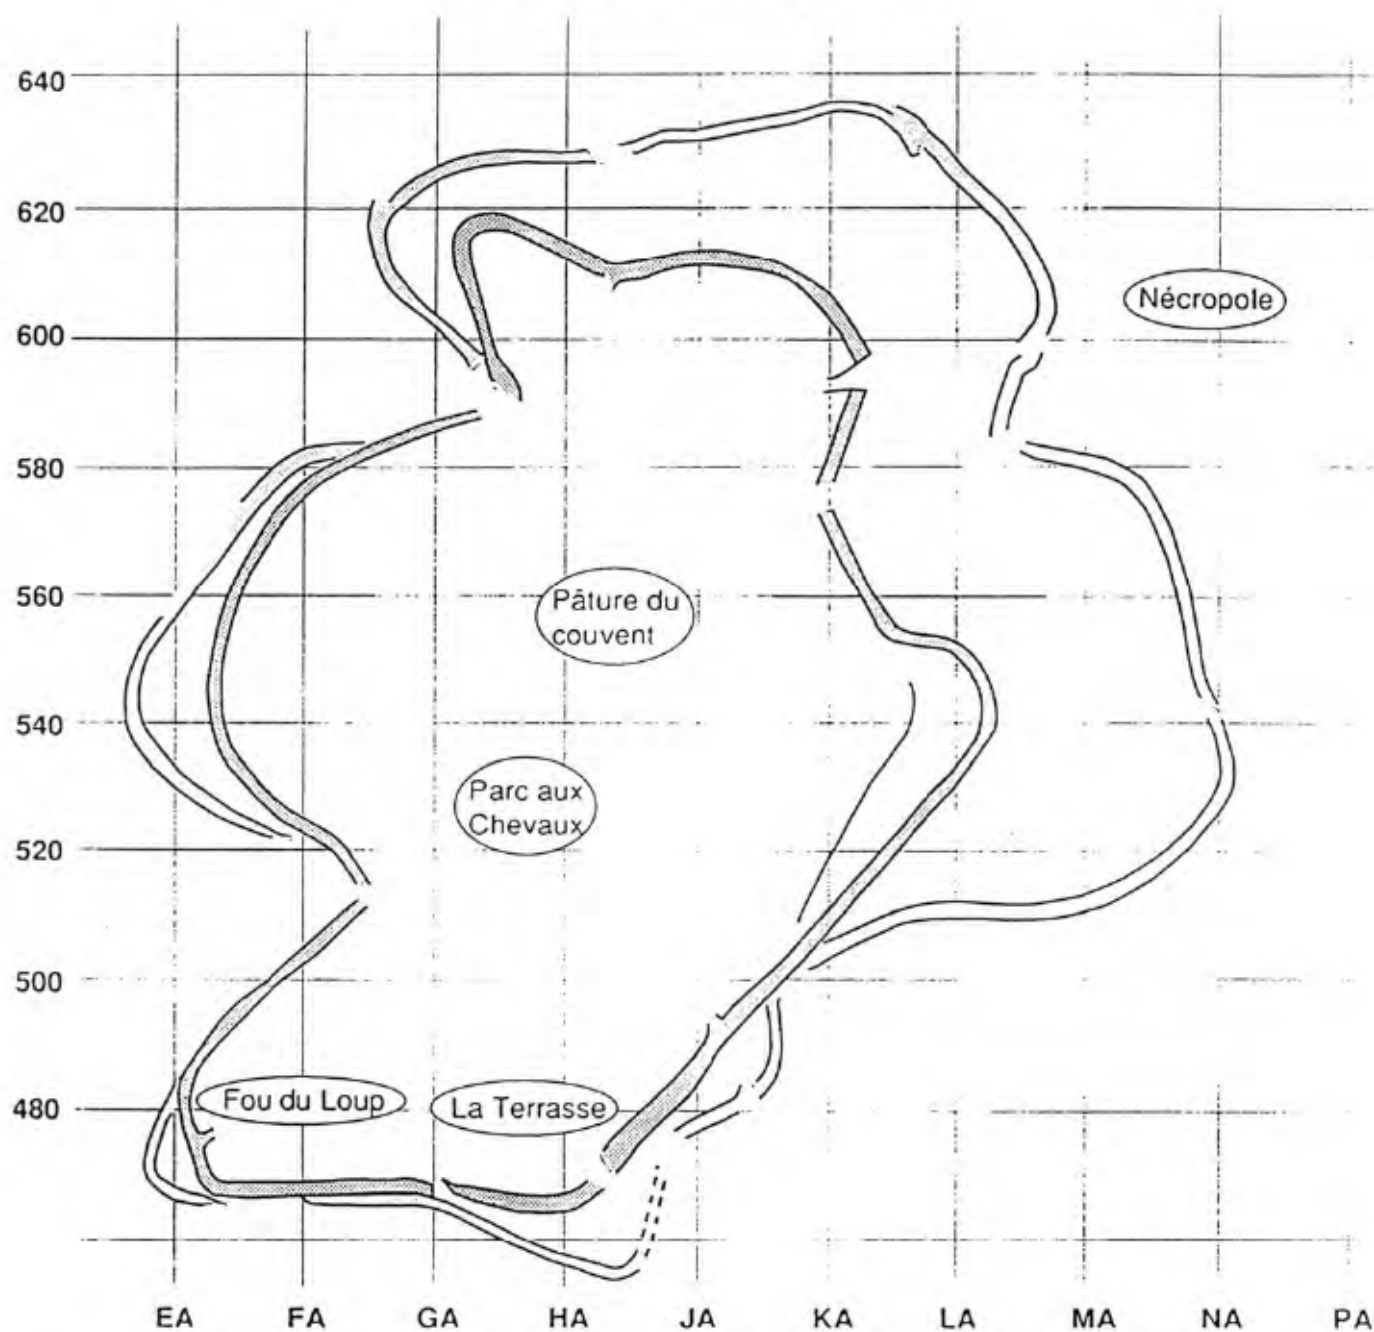 640
620
Nécropole
600
580
560
Pâture du
couvent
540
Parc aux
Chevaux
520
500
480
Fou du Loup
La Terrasse
EA FA GA HA JA KA LA MA NA PA